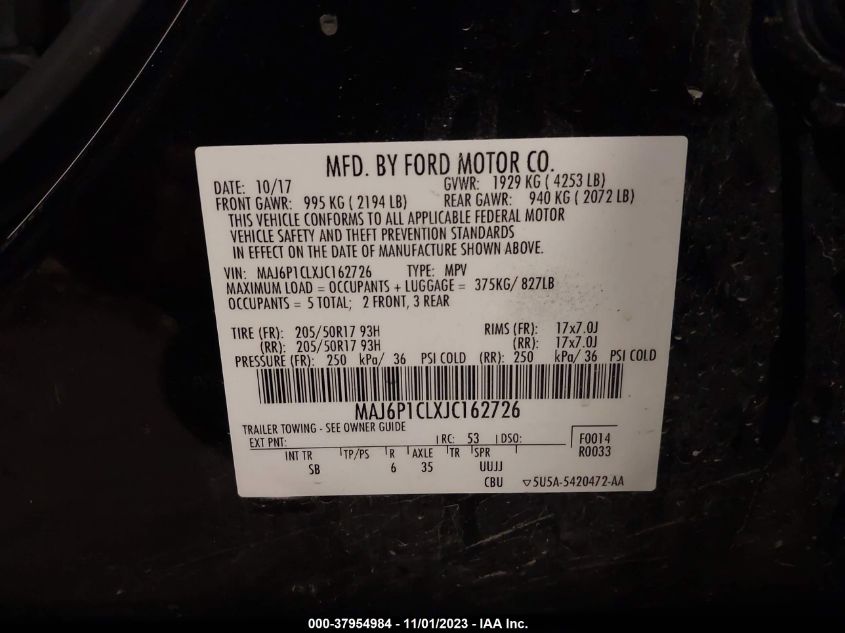 MFD. BY FORD MOTOR CO.
DATE: 10/17 GVWR: 1929 KG ( 4253 LB)
FRONT GAWR: 995 KG ( 2194 LB) REAR GAWR: 940 KG ( 2072 LB)
THIS VEHICLE CONFORMS TO ALL APPLICABLE FEDERAL MOTOR
VEHICLE SAFETY AND THEFT PREVENTION STANDARDS
IN EFFECT ON THE DATE OF MANUFACTURE SHOWN ABOVE.
VIN: MAJ6P1CLXJC162726 TYPE: MPV
MAXIMUM LOAD = OCCUPANTS + LUGGAGE = 375KG/ 827LB
OCCUPANTS = 5 TOTAL; 2 FRONT, 3 REAR
TIRE (FR): 205/50R17 93H RIMS (FR): 17x7.0J
(RR): 205/50R17 93H (RR): 17x7.0J
PRESSURE (FR): 250 kPa/ 36 PSI COLD (RR): 250 kPa/ 36 PSI COLD
MAJ6P1CLXJC162726
TRAILER TOWING - SEE OWNER GUIDE
EXT PNT: RC: 53 DSO: F0014
R0033
INT TR TP/PS R AXLE TR SPR
SB 6 35 UUJJ
CBU ▽5U5A-5420472-AA
000-37954984 - 11/01/2023 - IAA Inc.